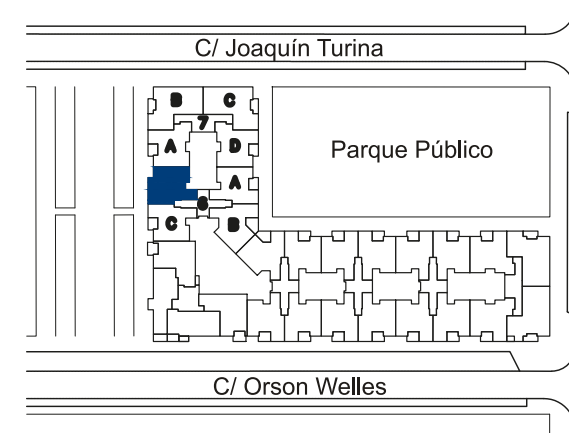 C/ Joaquín Turina
B C
7
A D
Parque Público
A
6
C B
C/ Orson Welles